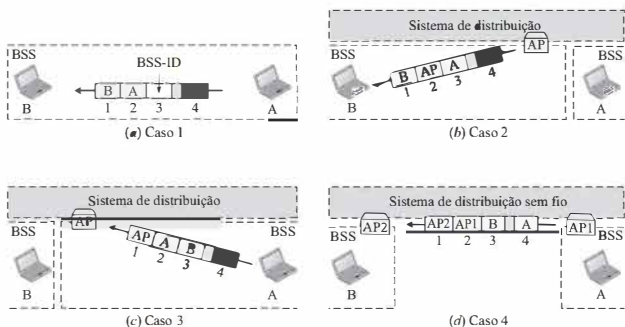 BSS
BSS-ID
B A
1 2 3 4
B
A
(a) Caso 1
Sistema de distribuição
BSS
AP
BSS
B AP A
1 2 3 4
B
A
(b) Caso 2
Sistema de distribuição
BSS
AP
BSS
AP A B
1 2 3 4
B
A
(c) Caso 3
Sistema de distribuição sem fio
BSS
AP2
AP2 AP1 B A
1 2 3 4
AP1
BSS
B
A
(d) Caso 4